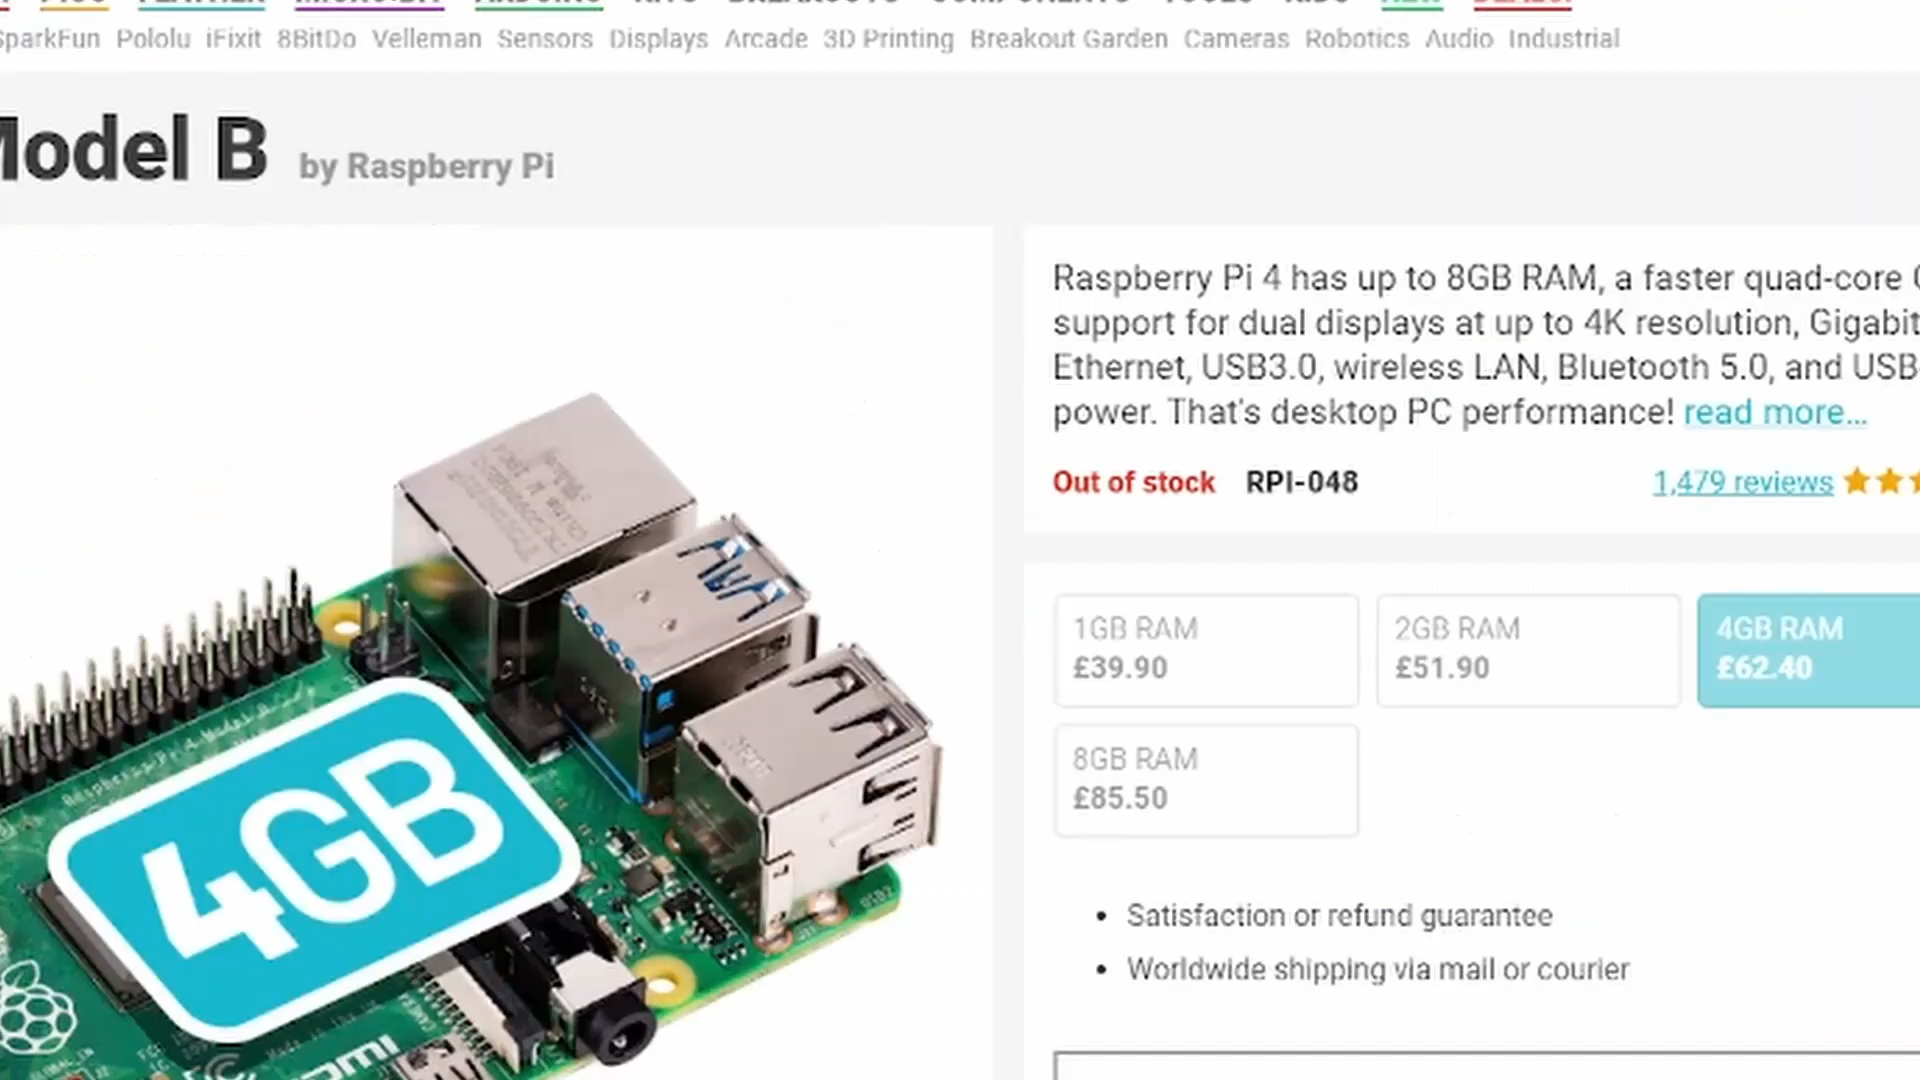 SparkFun Pololu iFixit 8BitDo Velleman Sensors Displays Arcade 3D Printing Breakout Garden Cameras Robotics Audio Industrial
Model B by Raspberry Pi
Raspberry Pi 4 has up to 8GB RAM, a faster quad-core
support for dual displays at up to 4K resolution, Gigabit
Ethernet, USB3.0, wireless LAN, Bluetooth 5.0, and USB
power. That's desktop PC performance! read more...
Out of stock RPI-048 1,479 reviews
1GB RAM
£39.90
2GB RAM
£51.90
4GB RAM
£62.40
8GB RAM
£85.50
• Satisfaction or refund guarantee
• Worldwide shipping via mail or courier
4GB